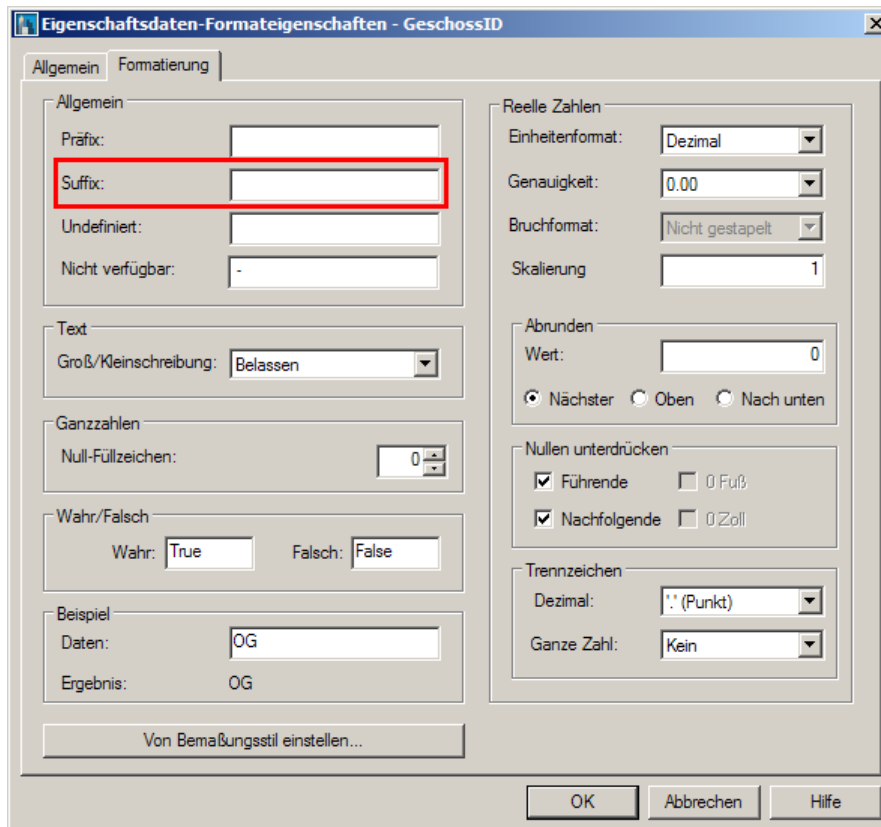 Eigenschaftsdaten-Formateigenschaften - GeschossID
Allgemein
Formatierung
Allgemein
Präfix:
Suffix:
Undefiniert:
Nicht verfügbar:
-
Text
Groß/Kleinschreibung:
Belassen
Ganzzahlen
Null-Füllzeichen:
0
Wahr/Falsch
Wahr:
True
Falsch:
False
Beispiel
Daten:
OG
Ergebnis:
OG
Von Bemaßungsstil einstellen...
Reelle Zahlen
Einheitenformat:
Dezimal
Genauigkeit:
0.00
Bruchformat:
Nicht gestapelt
Skalierung
1
Abrunden
Wert:
0
Nächster
Oben
Nach unten
Nullen unterdrücken
Führende
0 Fuß
Nachfolgende
0 Zoll
Trennzeichen
Dezimal:
'.' (Punkt)
Ganze Zahl:
Kein
OK
Abbrechen
Hilfe